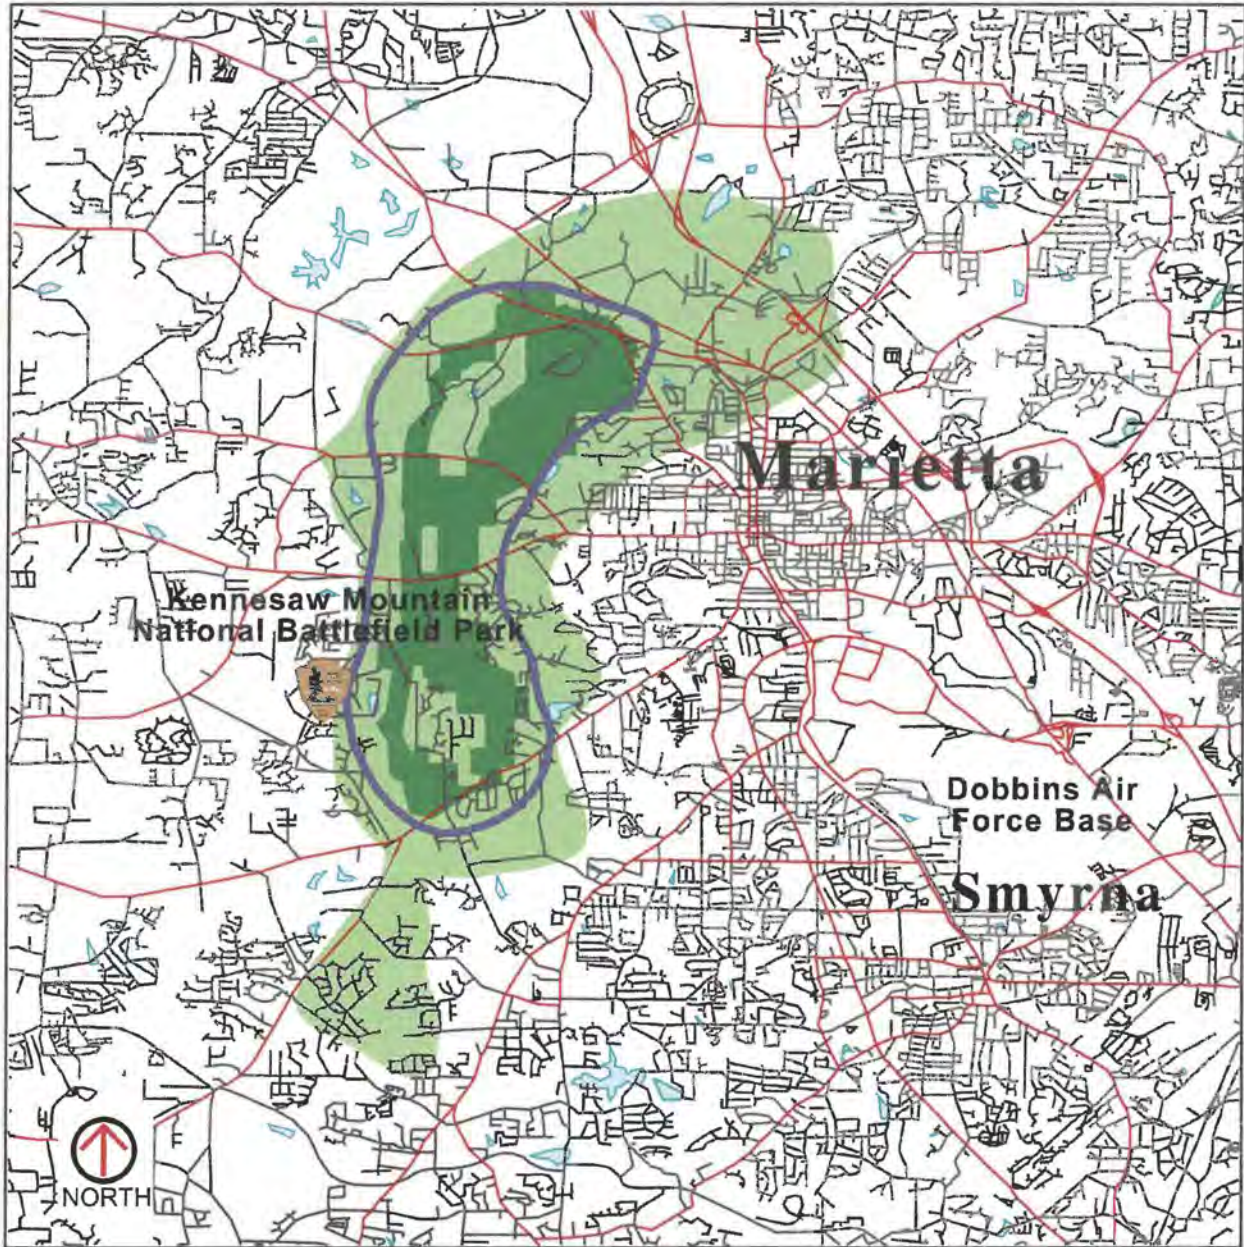 Marietta
Kennesaw Mountain
National Battlefield Park
Dobbins Air
Force Base
Smyrna
NORTH